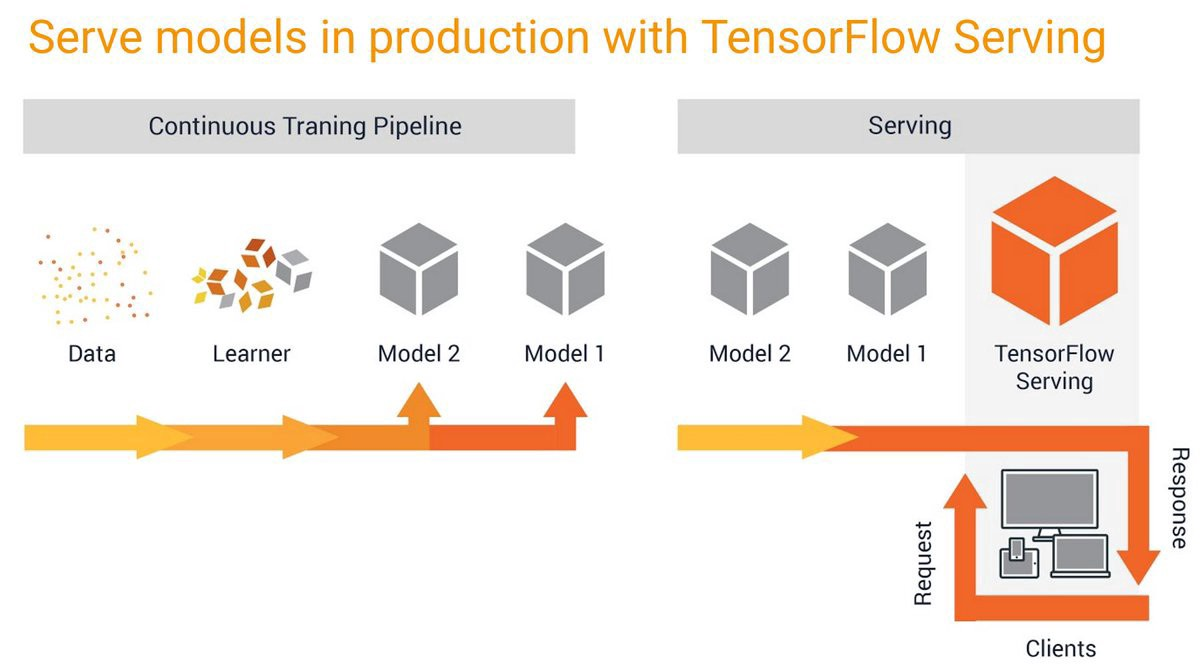 Serve models in production with TensorFlow Serving
Continuous Traning Pipeline
Serving
Data
Learner
Model 2
Model 1
Model 2
Model 1
TensorFlow
Serving
Response
Request
Clients